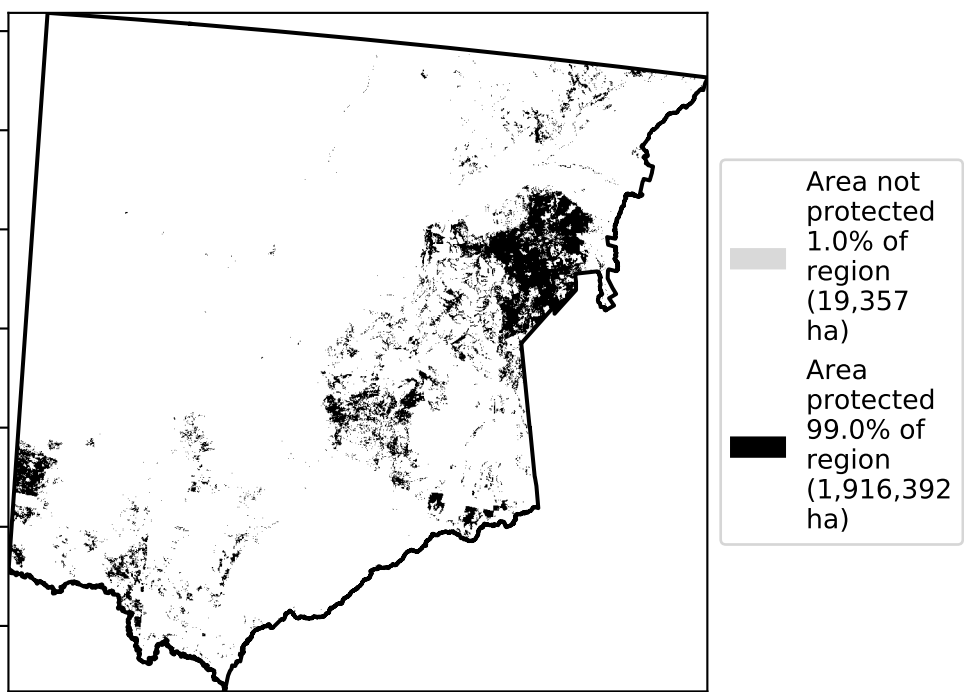 Area not
protected
1.0% of
region
(19,357
ha)
Area
protected
99.0% of
region
(1,916,392
ha)